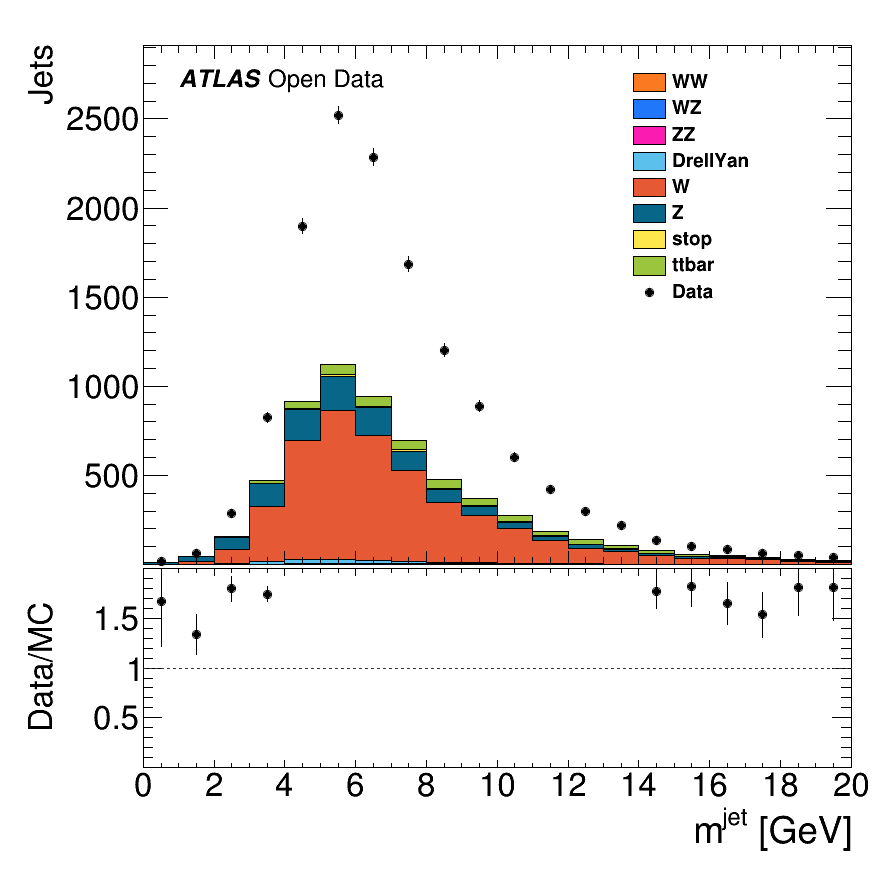 Jets
ATLAS Open Data
WW
WZ
ZZ
DrellYan
W
Z
stop
ttbar
Data
2500
2000
1500
1000
500
Data/MC
1.5
1
0.5
0 2 4 6 8 10 12 14 16 18 20
m^jet [GeV]